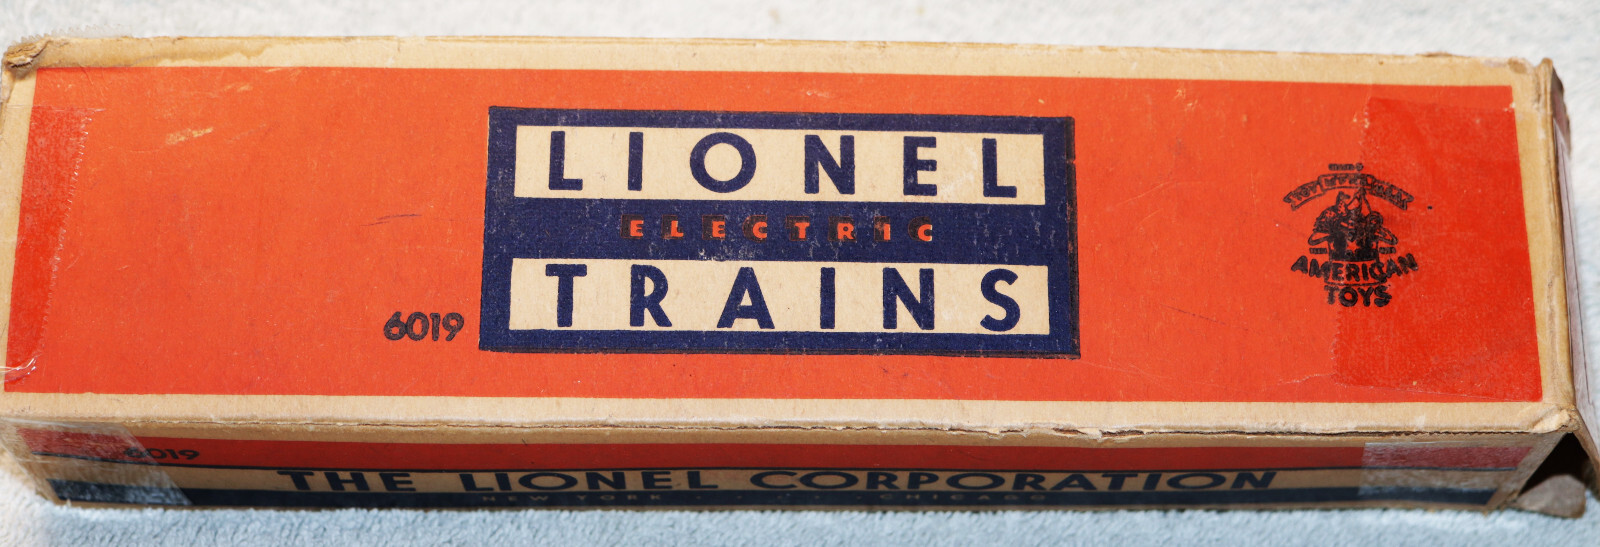 LIONEL
ELECTRIC
TRAINS
6019
AMERICAN
TOYS
6019
THE LIONEL CORPORATION
NEW YORK · · · · · CHICAGO